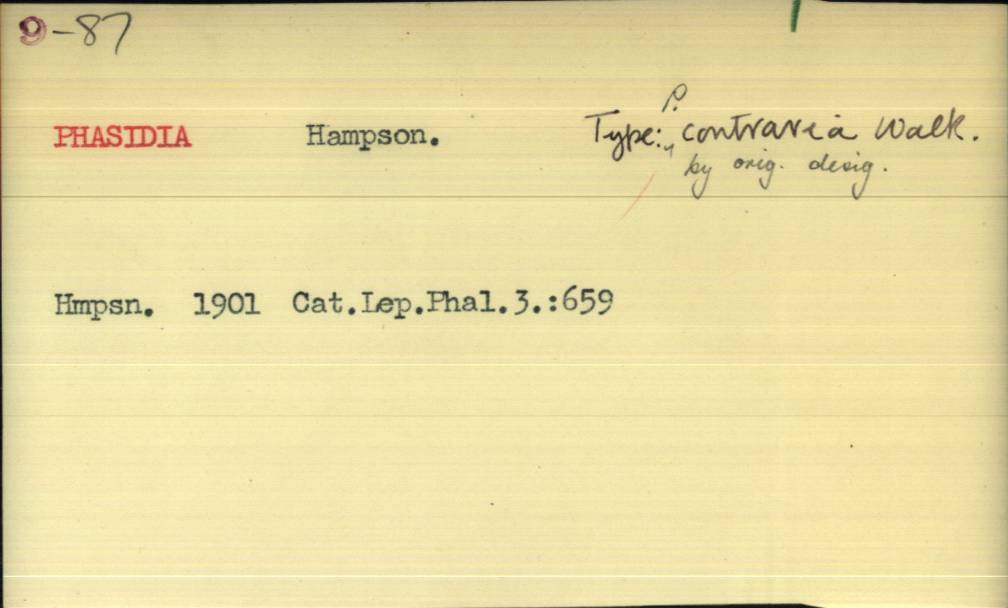 9-87
P.
PHASIDIA Hampson. Type: contraria Walk.
by orig. desig.
Hmpsn. 1901 Cat.Lep.Phal.3.:659